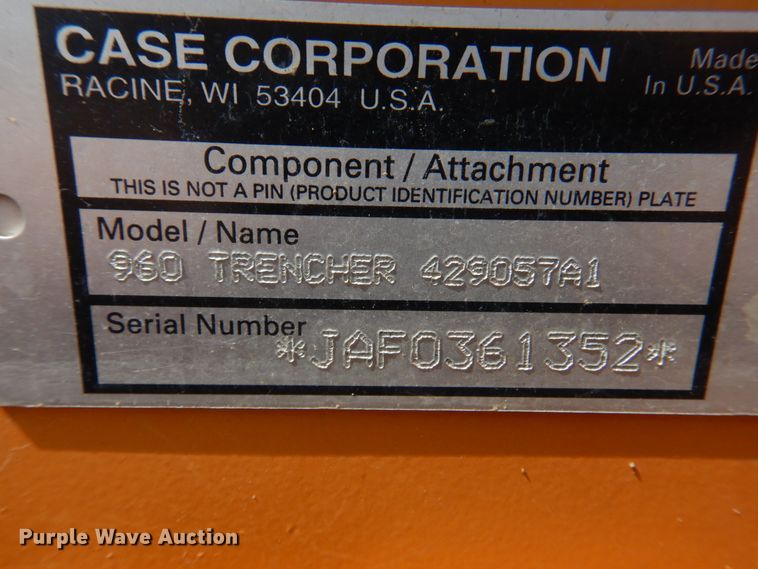 CASE CORPORATION
Made
RACINE, WI 53404 U.S.A.
In U.S.A.
Component / Attachment
THIS IS NOT A PIN (PRODUCT IDENTIFICATION NUMBER) PLATE
Model / Name
960 TRENCHER 429057A1
Serial Number
*JAF0361352*
Purple Wave Auction